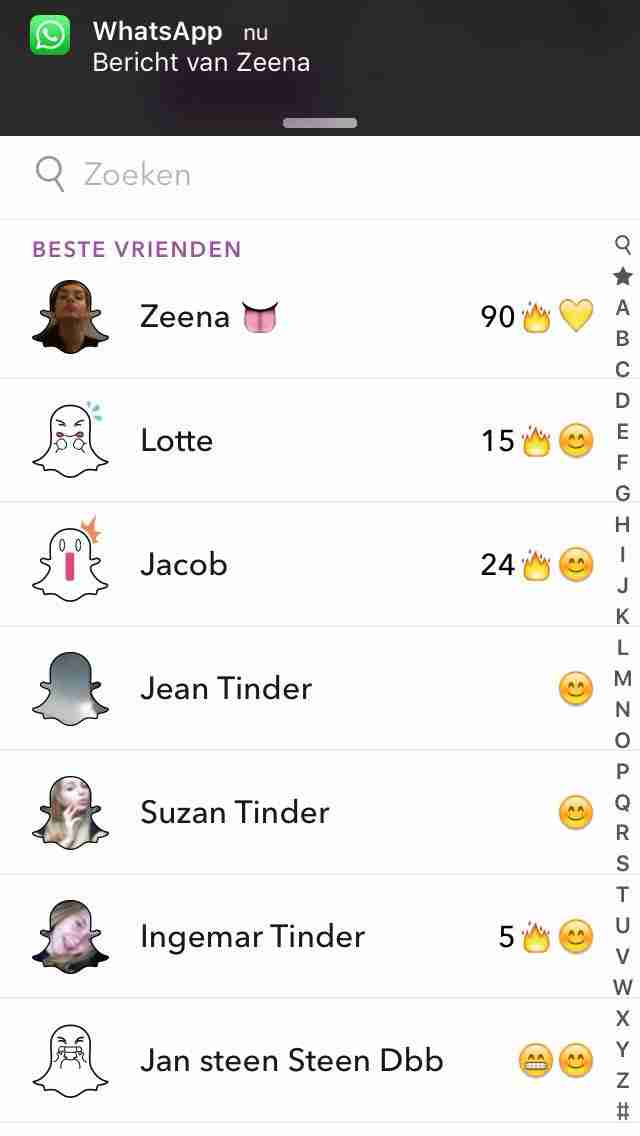 WhatsApp nu
Bericht van Zeena
Zoeken
BESTE VRIENDEN
Zeena 👅 90🔥💛
Lotte 15🔥😊
Jacob 24🔥😊
Jean Tinder 😊
Suzan Tinder 😊
Ingemar Tinder 5🔥😊
Jan steen Steen Dbb 😁😊
A
B
C
D
E
F
G
H
I
J
K
L
M
N
O
P
Q
R
S
T
U
V
W
X
Y
Z
#